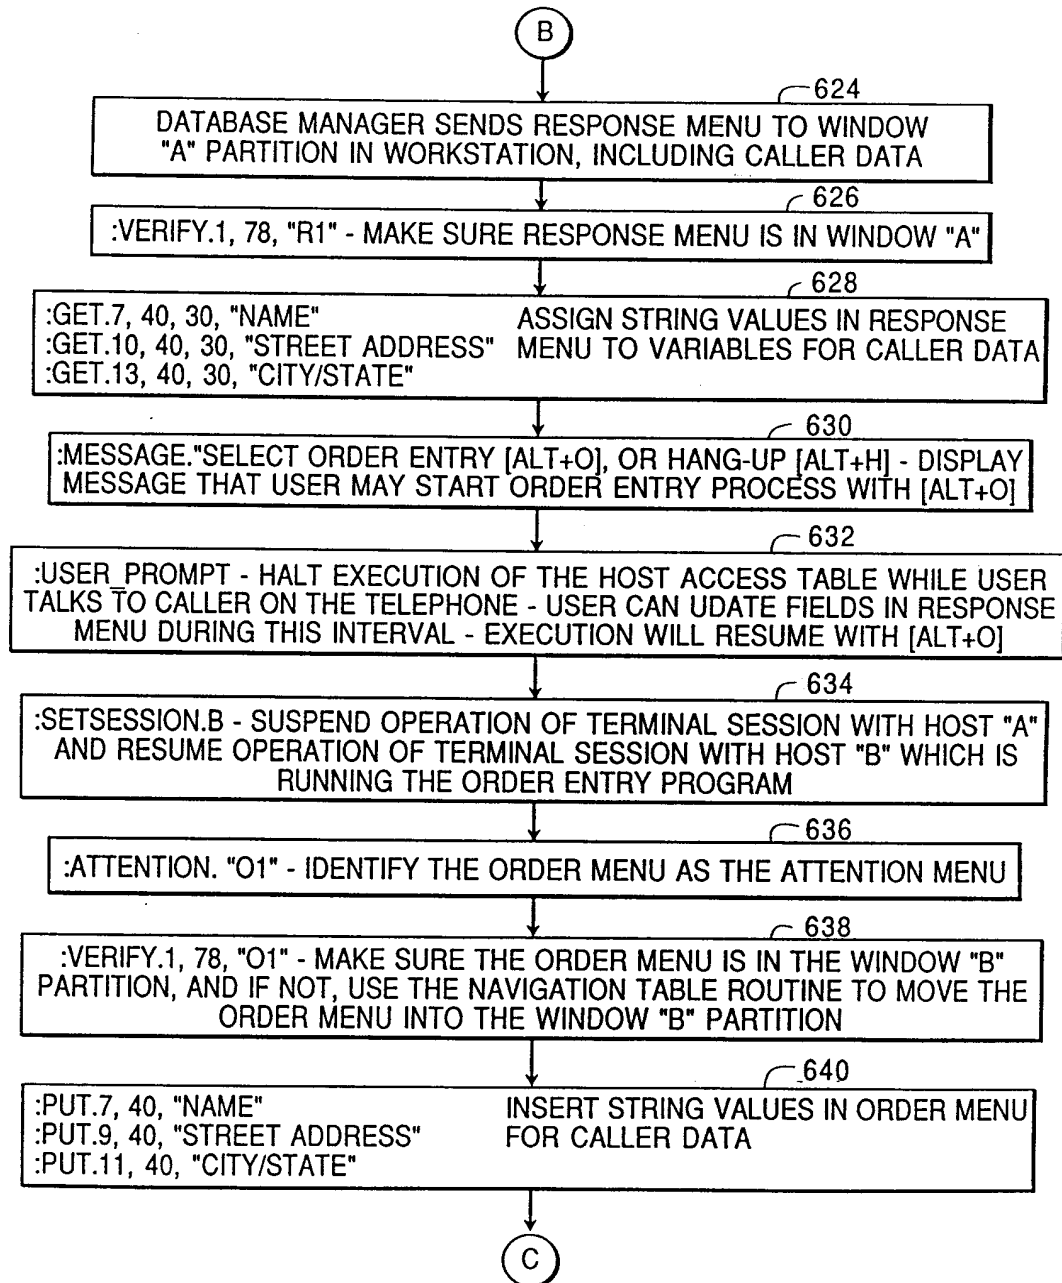 B
624
DATABASE MANAGER SENDS RESPONSE MENU TO WINDOW
"A" PARTITION IN WORKSTATION, INCLUDING CALLER DATA
626
:VERIFY.1, 78, "R1" - MAKE SURE RESPONSE MENU IS IN WINDOW "A"
628
:GET.7, 40, 30, "NAME" ASSIGN STRING VALUES IN RESPONSE
:GET.10, 40, 30, "STREET ADDRESS" MENU TO VARIABLES FOR CALLER DATA
:GET.13, 40, 30, "CITY/STATE"
630
:MESSAGE."SELECT ORDER ENTRY [ALT+O], OR HANG-UP [ALT+H] - DISPLAY
MESSAGE THAT USER MAY START ORDER ENTRY PROCESS WITH [ALT+O]
632
:USER_PROMPT - HALT EXECUTION OF THE HOST ACCESS TABLE WHILE USER
TALKS TO CALLER ON THE TELEPHONE - USER CAN UDATE FIELDS IN RESPONSE
MENU DURING THIS INTERVAL - EXECUTION WILL RESUME WITH [ALT+O]
634
:SETSESSION.B - SUSPEND OPERATION OF TERMINAL SESSION WITH HOST "A"
AND RESUME OPERATION OF TERMINAL SESSION WITH HOST "B" WHICH IS
RUNNING THE ORDER ENTRY PROGRAM
636
:ATTENTION. "O1" - IDENTIFY THE ORDER MENU AS THE ATTENTION MENU
638
:VERIFY.1, 78, "O1" - MAKE SURE THE ORDER MENU IS IN THE WINDOW "B"
PARTITION, AND IF NOT, USE THE NAVIGATION TABLE ROUTINE TO MOVE THE
ORDER MENU INTO THE WINDOW "B" PARTITION
640
:PUT.7, 40, "NAME" INSERT STRING VALUES IN ORDER MENU
:PUT.9, 40, "STREET ADDRESS" FOR CALLER DATA
:PUT.11, 40, "CITY/STATE"
C